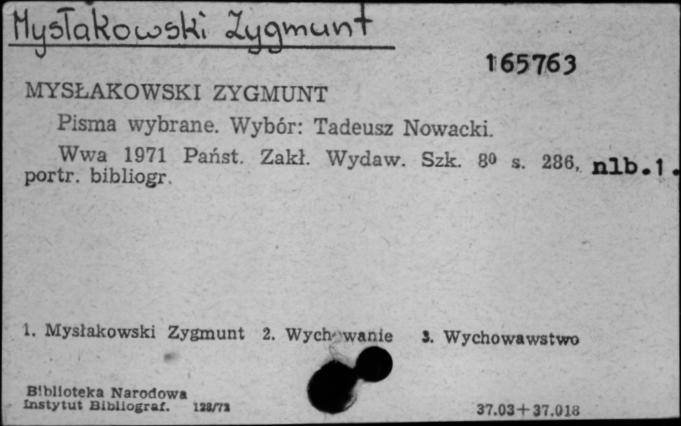 Mysłakowski Zygmunt
165763
MYSŁAKOWSKI ZYGMUNT
Pisma wybrane. Wybór: Tadeusz Nowacki.
Wwa 1971 Państ. Zakł. Wydaw. Szk. 8⁰ s. 286, nlb.1.
portr. bibliogr.
1. Mysłakowski Zygmunt 2. Wychowanie 3. Wychowawstwo
Biblioteka Narodowa
Instytut Bibliograf. 128/72
37.03+37.018